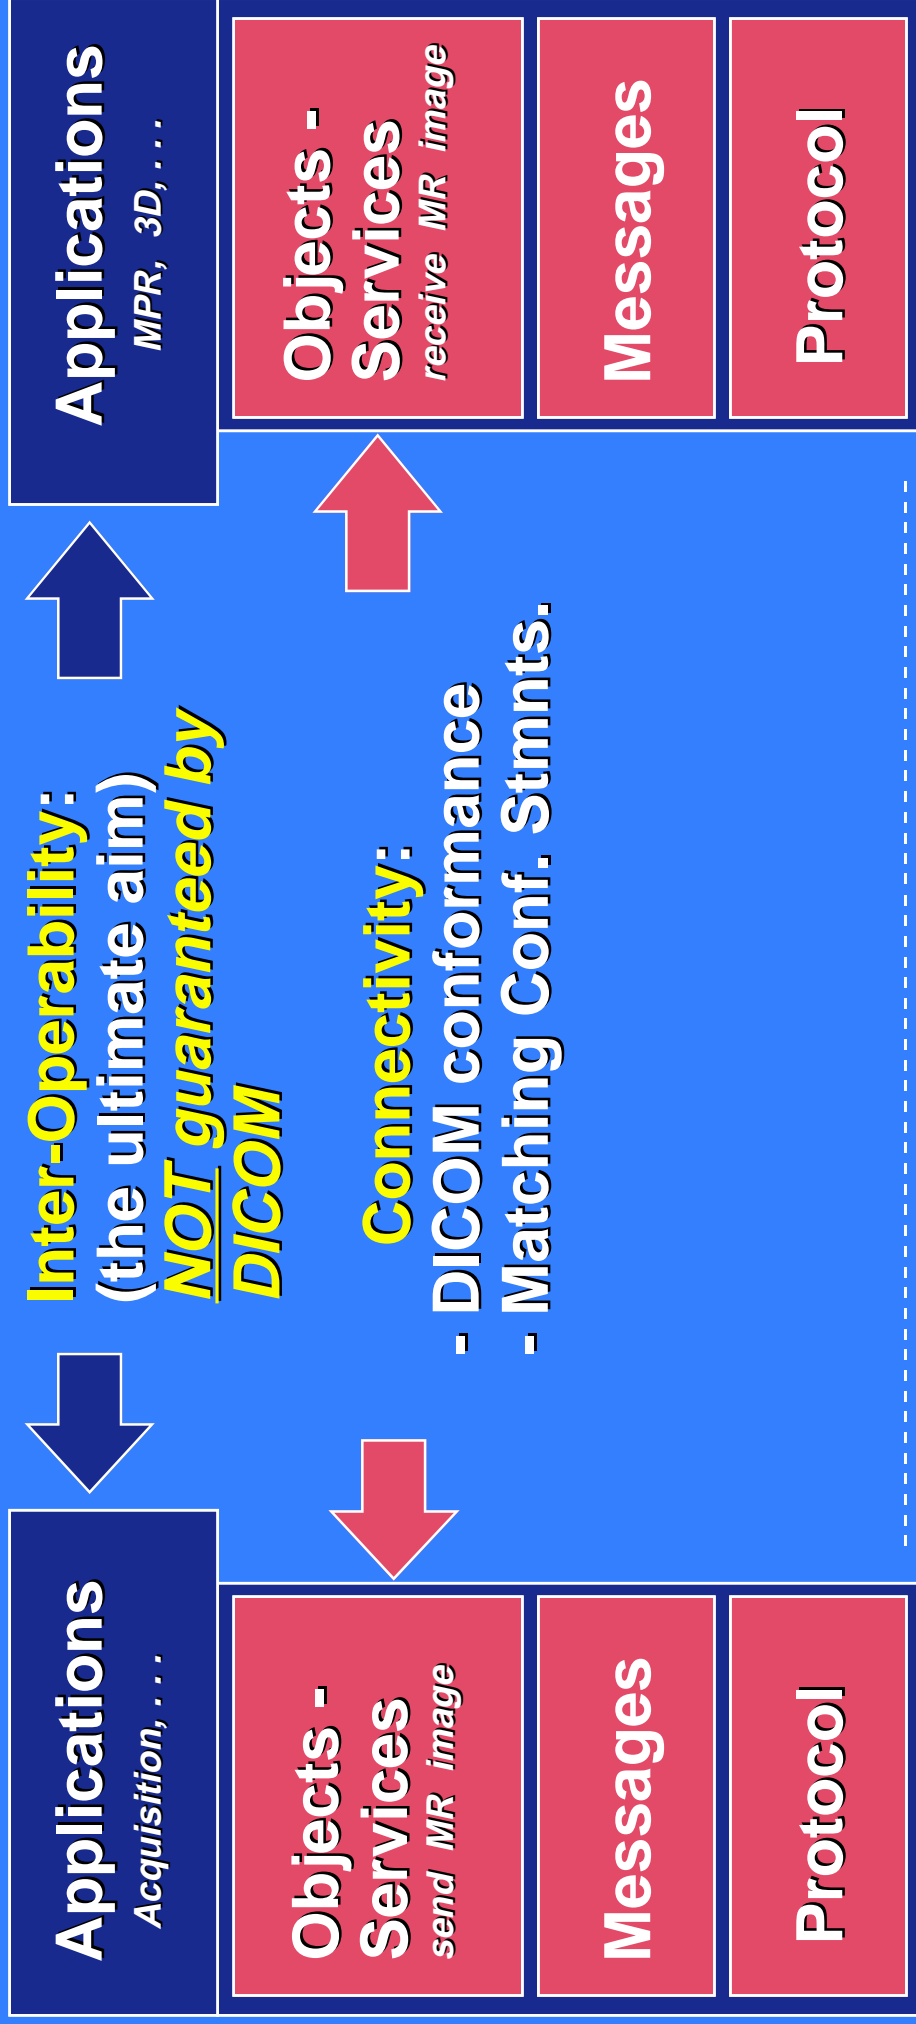 Applications
Acquisition, . . .
Objects -
Services
send MR image
Messages
Protocol
Inter-Operability:
(the ultimate aim)
NOT guaranteed by
DICOM
Connectivity:
- DICOM conformance
- Matching Conf. Stmnts.
Applications
MPR, 3D, . . .
Objects -
Services
receive MR image
Messages
Protocol